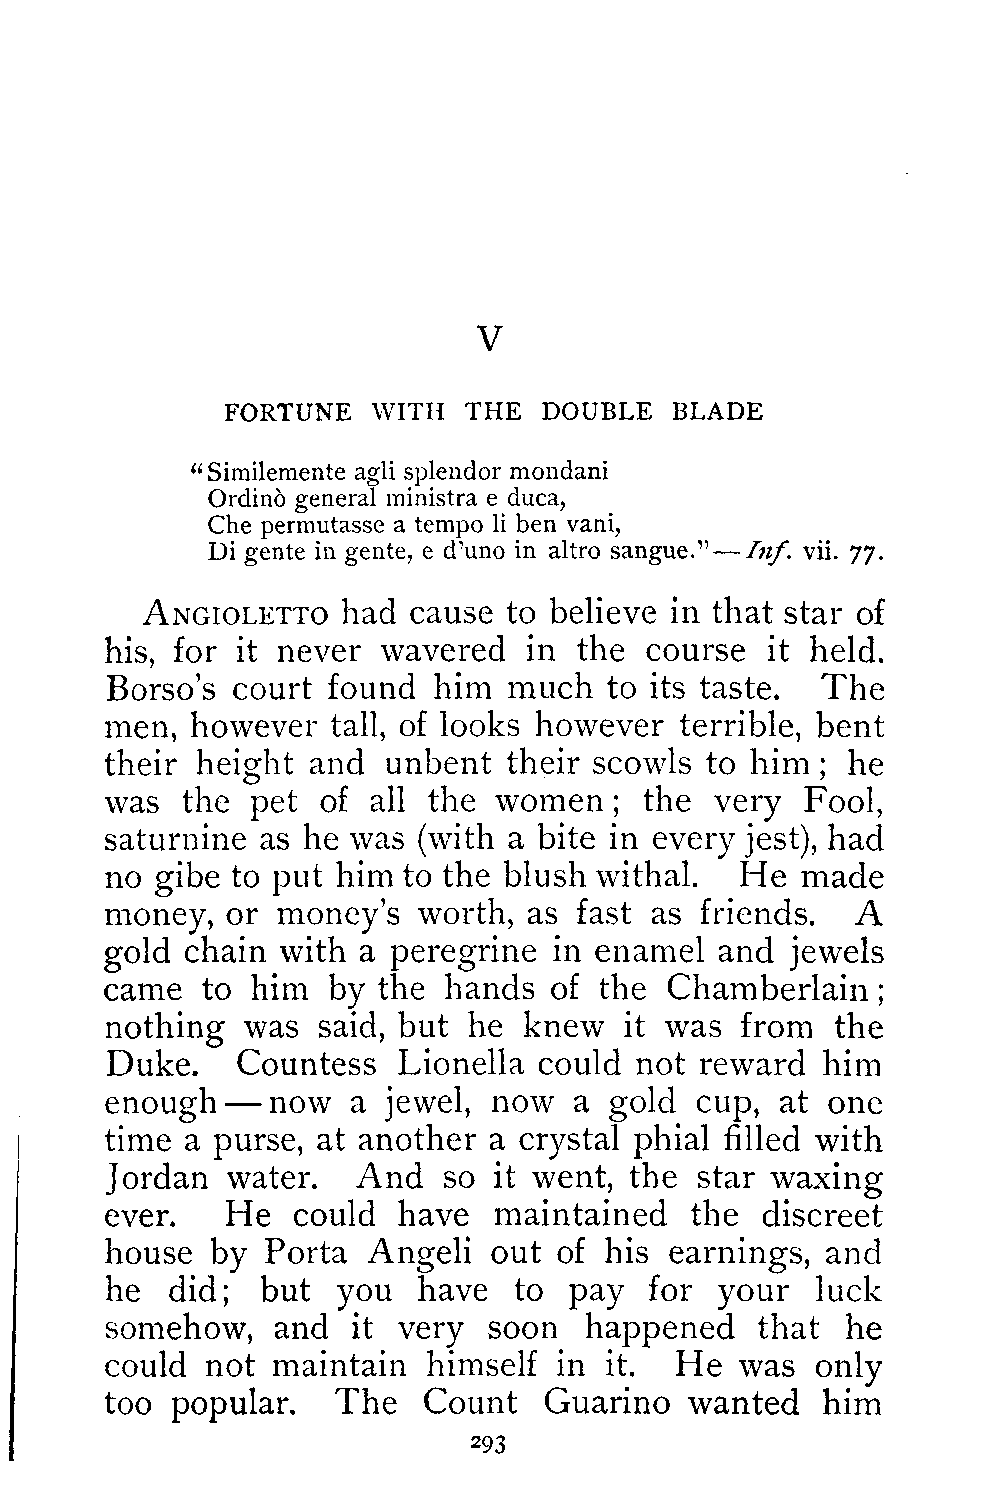 V
FORTUNE WITH THE DOUBLE BLADE
“Similemente agli splendor mondani
Ordinò general ministra e duca,
Che permutasse a tempo li ben vani,
Di gente in gente, e d'uno in altro sangue.”—Inf. vii. 77.
ANGIOLETTO had cause to believe in that star of
his, for it never wavered in the course it held.
Borso's court found him much to its taste. The
men, however tall, of looks however terrible, bent
their height and unbent their scowls to him; he
was the pet of all the women; the very Fool,
saturnine as he was (with a bite in every jest), had
no gibe to put him to the blush withal. He made
money, or money's worth, as fast as friends. A
gold chain with a peregrine in enamel and jewels
came to him by the hands of the Chamberlain;
nothing was said, but he knew it was from the
Duke. Countess Lionella could not reward him
enough—now a jewel, now a gold cup, at one
time a purse, at another a crystal phial filled with
Jordan water. And so it went, the star waxing
ever. He could have maintained the discreet
house by Porta Angeli out of his earnings, and
he did; but you have to pay for your luck
somehow, and it very soon happened that he
could not maintain himself in it. He was only
too popular. The Count Guarino wanted him
293